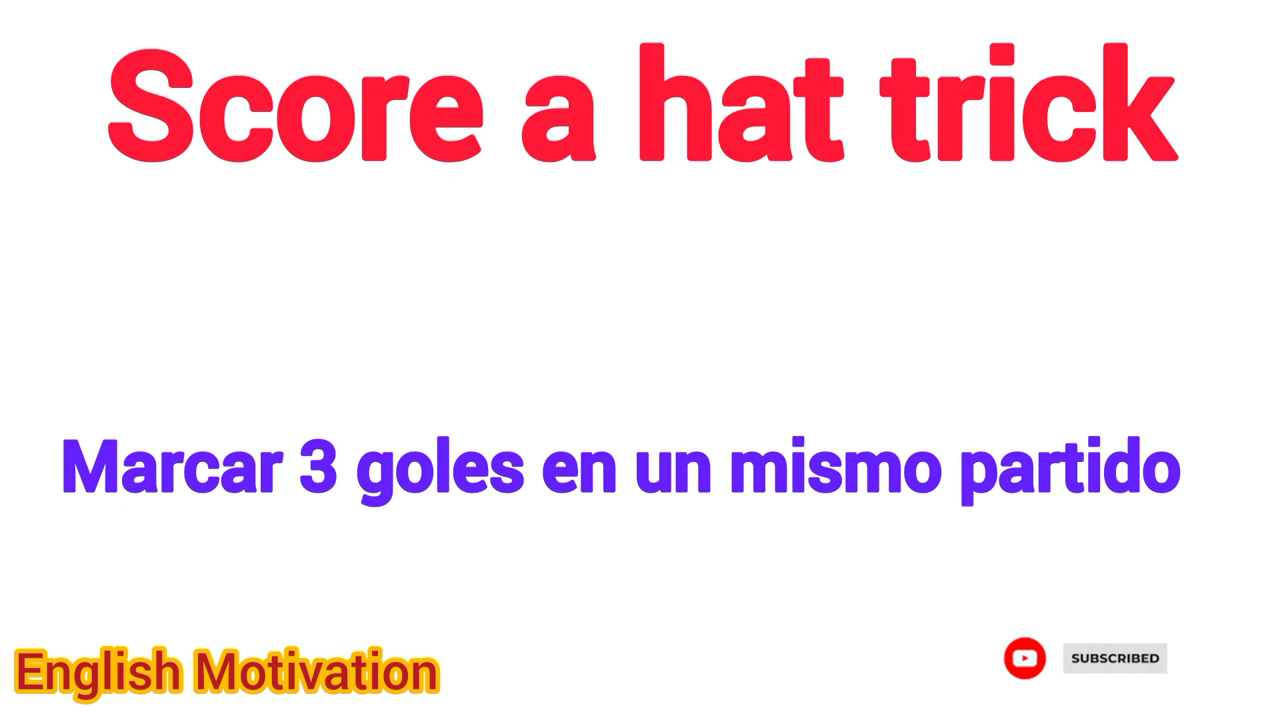 Score a hat trick
Marcar 3 goles en un mismo partido
English Motivation
SUBSCRIBED